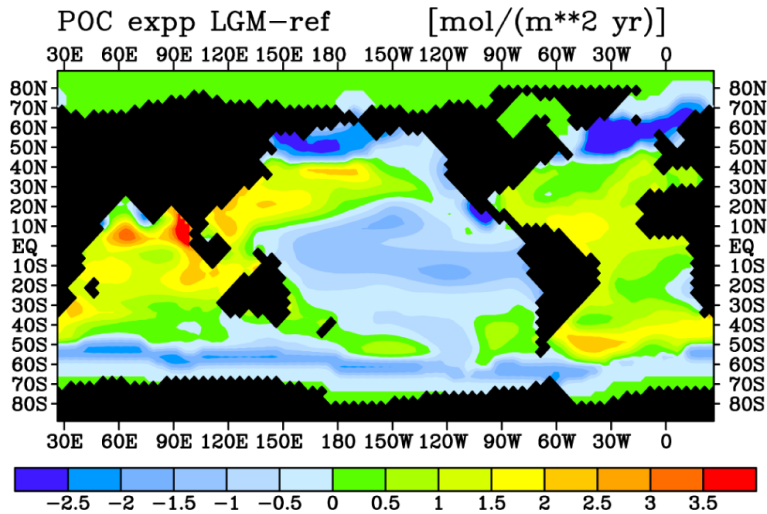 POC expp LGM-ref [mol/(m**2 yr)]
30E 60E 90E 120E 150E 180 150W 120W 90W 60W 30W 0
80N 80N
70N 70N
60N 60N
50N 50N
40N 40N
30N 30N
20N 20N
10N 10N
EQ EQ
10S 10S
20S 20S
30S 30S
40S 40S
50S 50S
60S 60S
70S 70S
80S 80S
30E 60E 90E 120E 150E 180 150W 120W 90W 60W 30W 0
-2.5 -2 -1.5 -1 -0.5 0 0.5 1 1.5 2 2.5 3 3.5